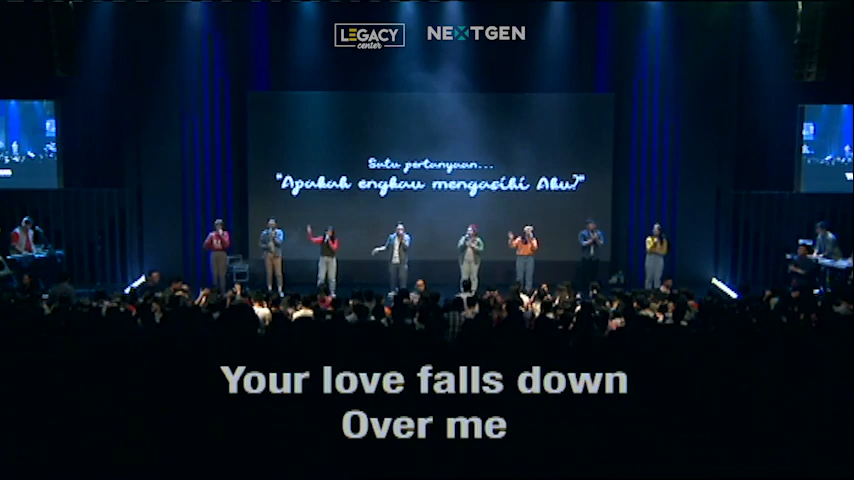 LEGACY
center
NEXTGEN
Satu pertanyaan...
"Apakah engkau mengasihi Aku?"
Your love falls down
Over me